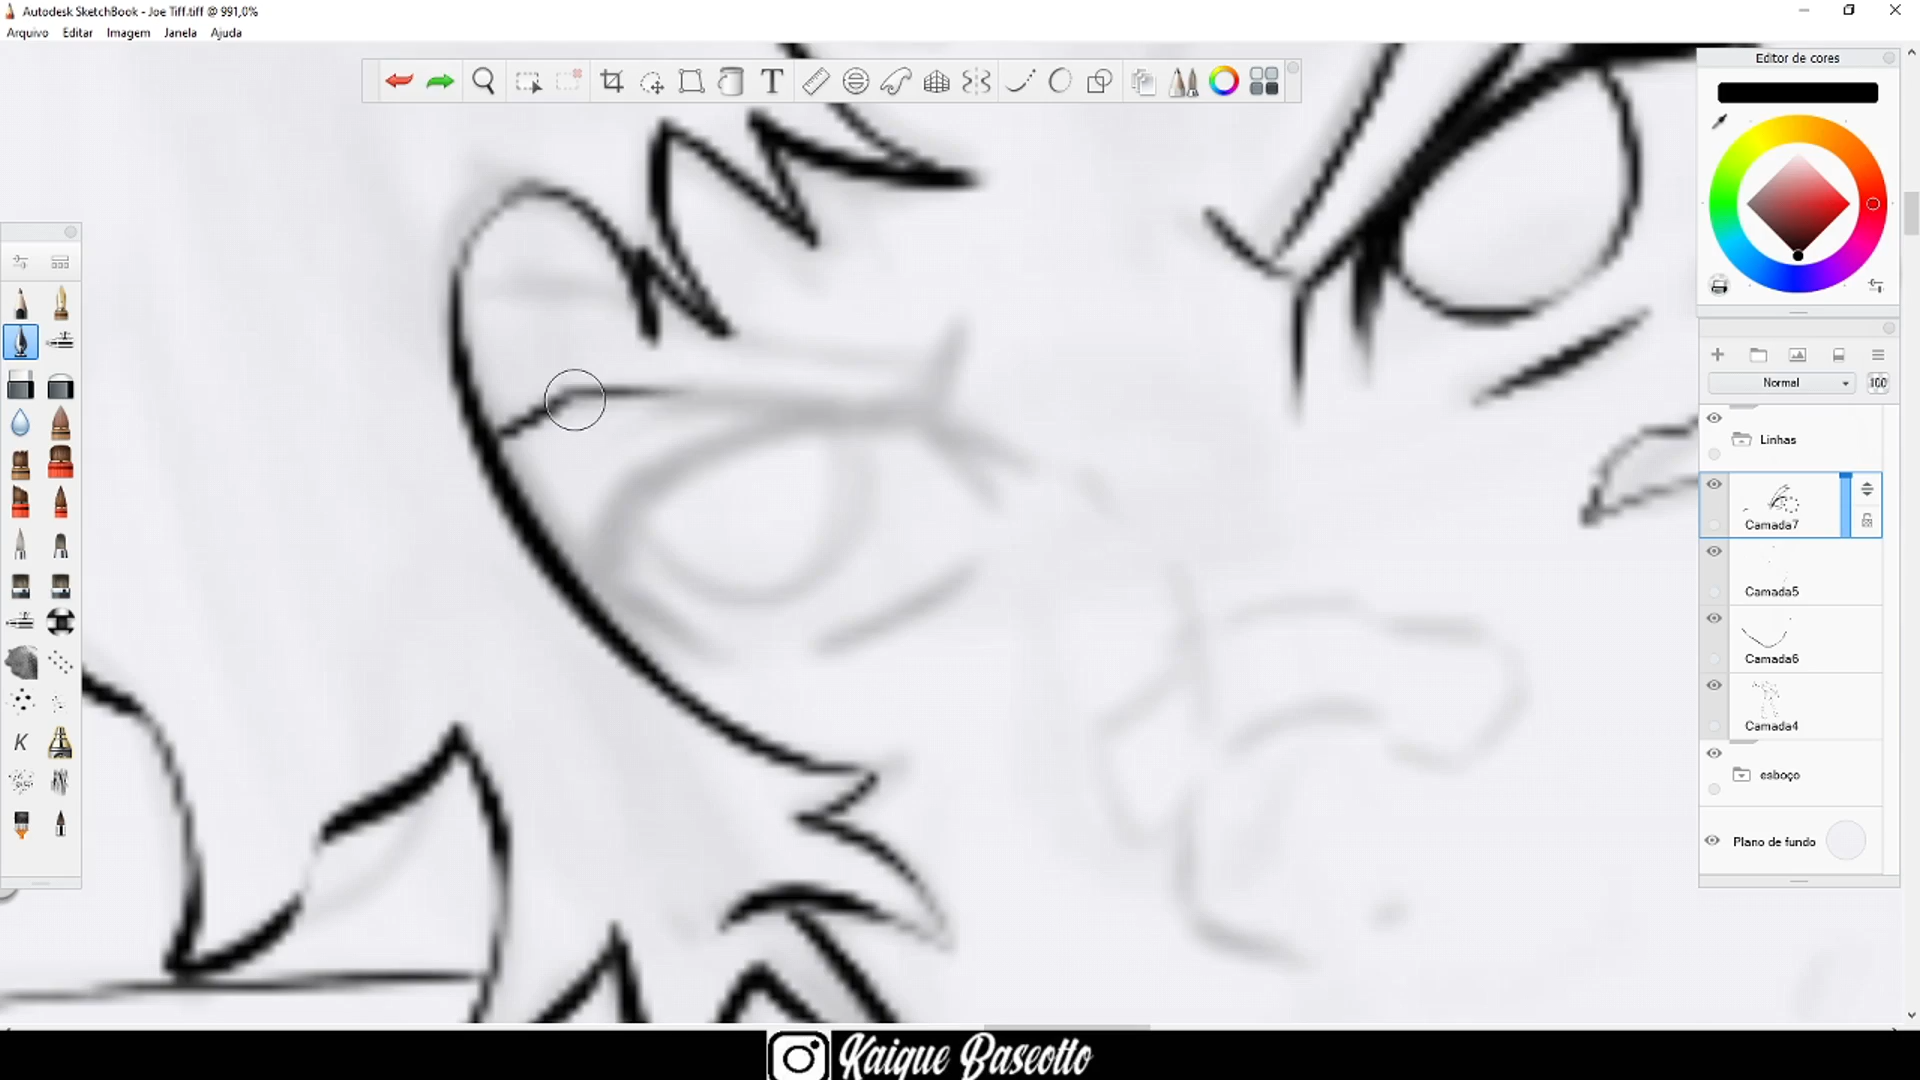 Autodesk SketchBook - Joe Tiff.tiff @ 991,0%
Arquivo Editar Imagem Janela Ajuda
T
Editor de cores
Normal 100
Linhas
Camada7
Camada5
Camada6
Camada4
esboço
Plano de fundo
K
Kaique Baseotto